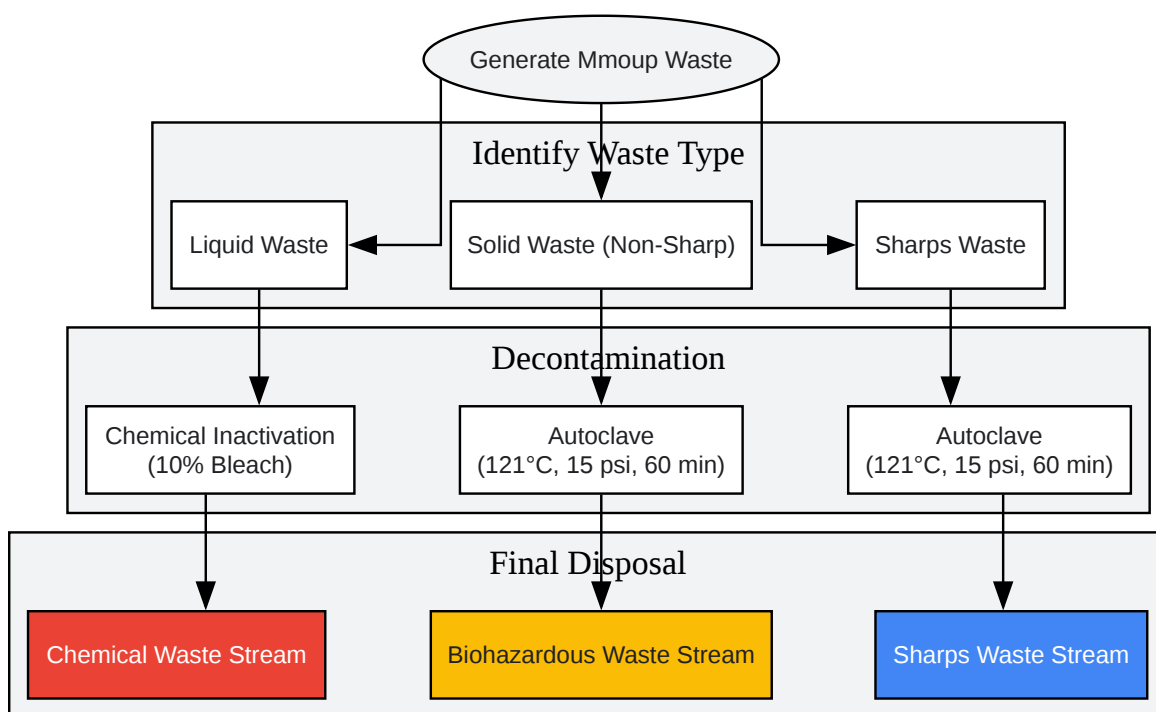 Generate Mmoup Waste
Identify Waste Type
Liquid Waste
Solid Waste (Non-Sharp)
Sharps Waste
Decontamination
Chemical Inactivation
(10% Bleach)
Autoclave
(121°C, 15 psi, 60 min)
Autoclave
(121°C, 15 psi, 60 min)
Final Disposal
Chemical Waste Stream
Biohazardous Waste Stream
Sharps Waste Stream